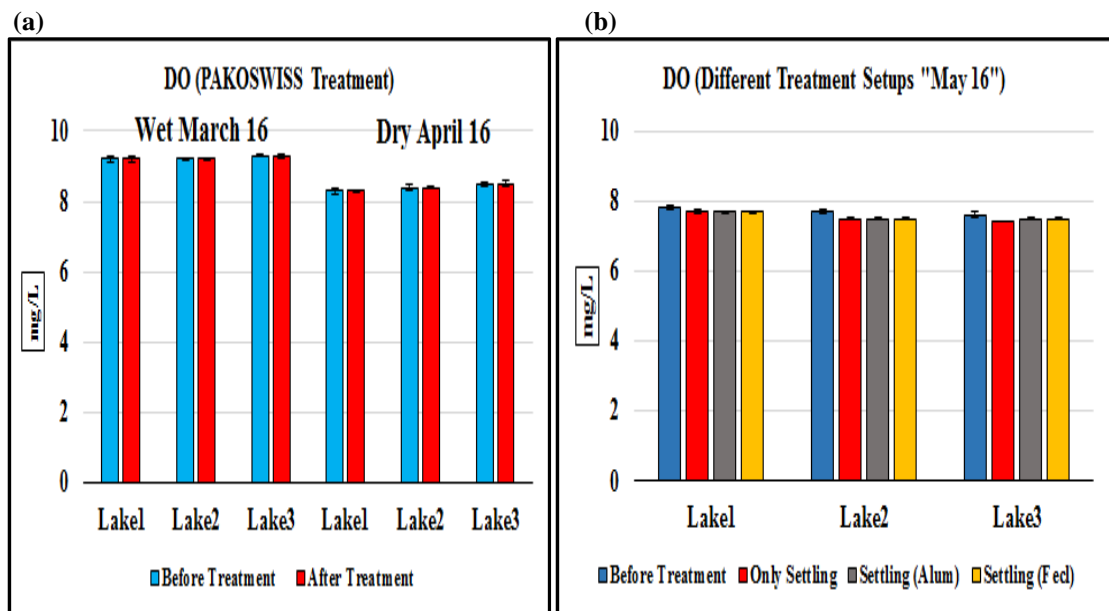 (a)
DO (PAKOSWISS Treatment)
Wet March 16
Dry April 16
10
8
6
4
2
0
mg/L
Lake1 Lake2 Lake3 Lake1 Lake2 Lake3
Before Treatment After Treatment
(b)
DO (Different Treatment Setups "May 16")
10
8
6
4
2
0
mg/L
Lake1 Lake2 Lake3
Before Treatment Only Settling Settling (Alum) Settling (Fecl)